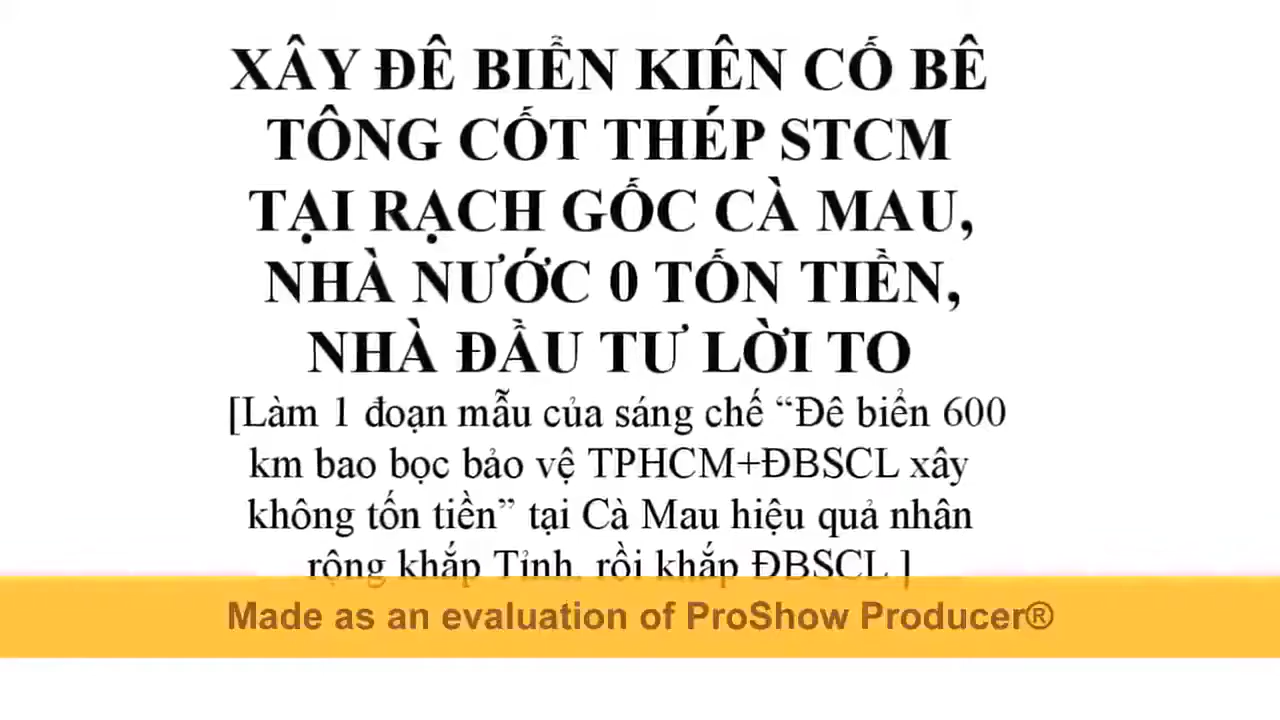 XÂY ĐÊ BIỂN KIÊN CỐ BÊ
TÔNG CỐT THÉP STCM
TẠI RẠCH GỐC CÀ MAU,
NHÀ NƯỚC 0 TỐN TIỀN,
NHÀ ĐẦU TƯ LỜI TO
[Làm 1 đoạn mẫu của sáng chế “Đê biển 600
km bao bọc bảo vệ TPHCM+ĐBSCL xây
không tốn tiền” tại Cà Mau hiệu quả nhân
rộng khắp Tỉnh, rồi khắp ĐBSCL ]
Made as an evaluation of ProShow Producer®